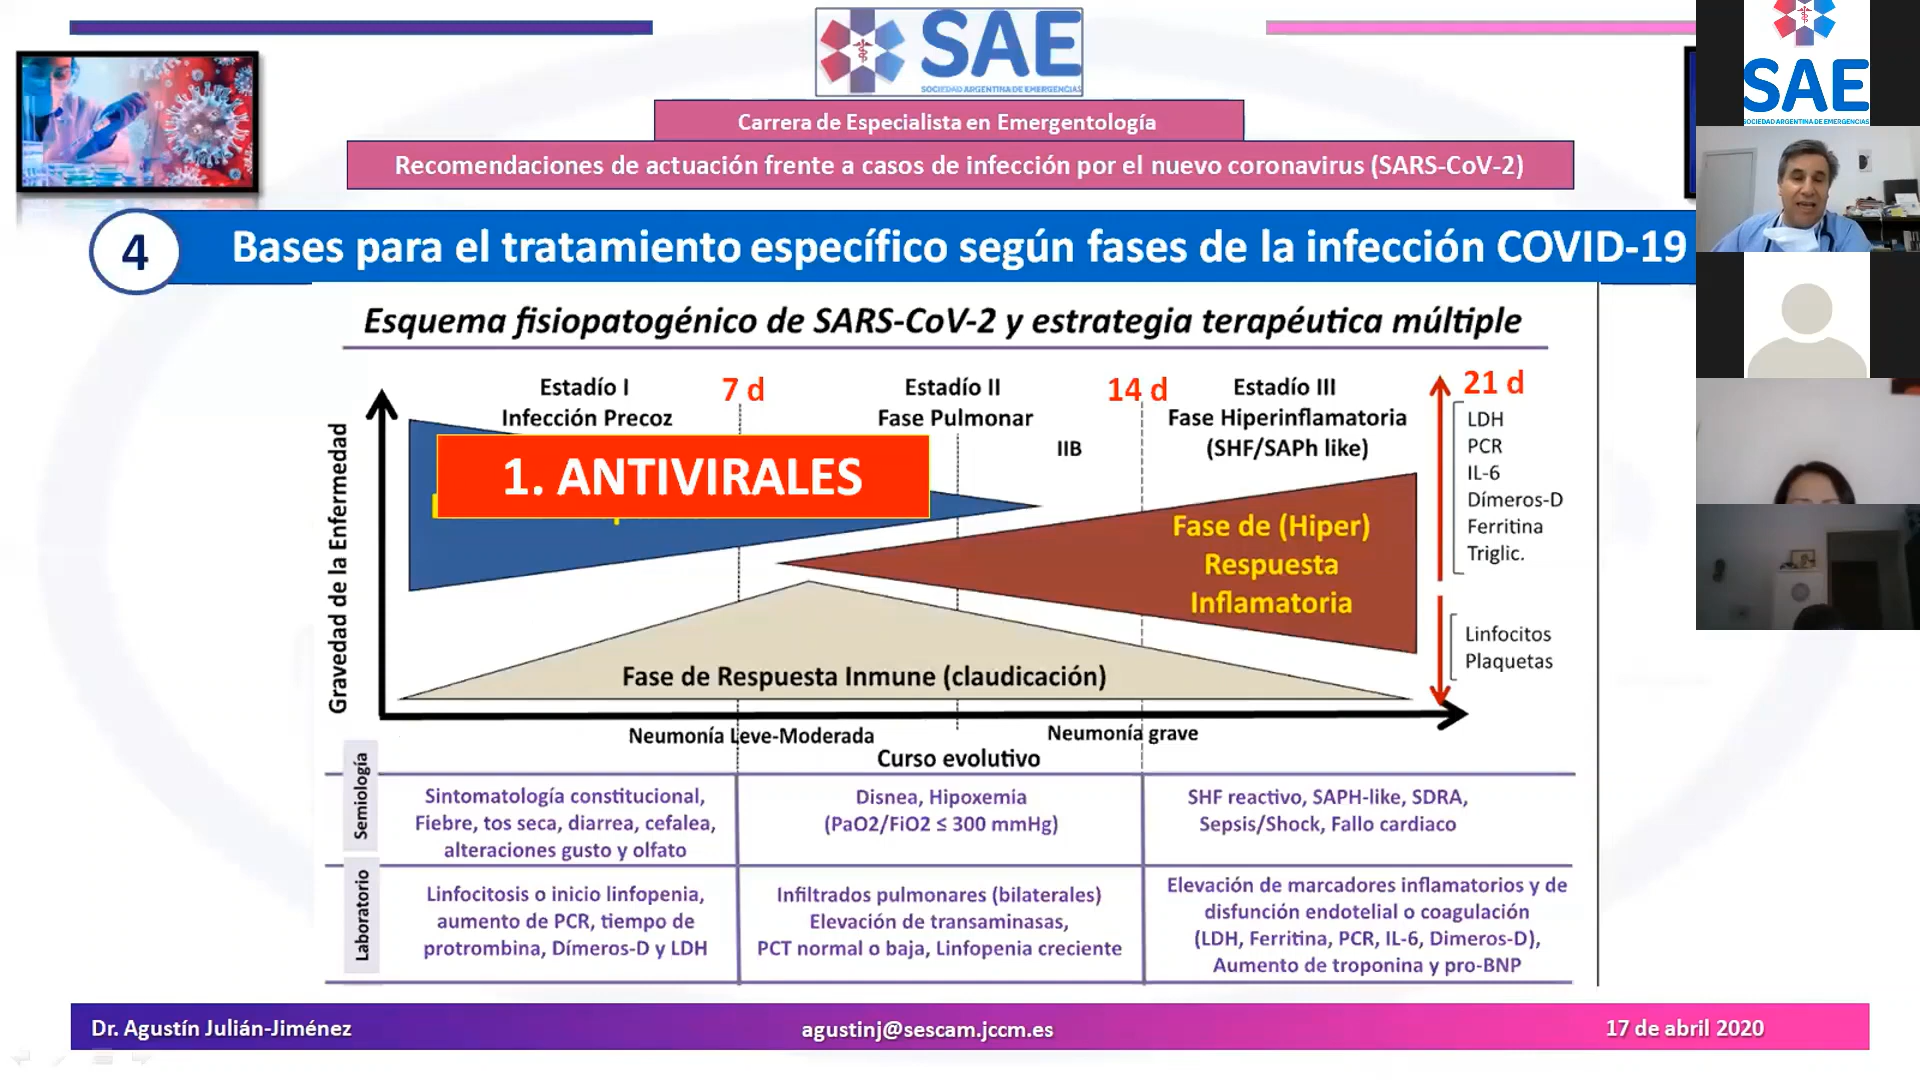 SAE
SOCIEDAD ARGENTINA DE EMERGENCIAS
SAE
SOCIEDAD ARGENTINA DE EMERGENCIAS
Carrera de Especialista en Emergentología
Recomendaciones de actuación frente a casos de infección por el nuevo coronavirus (SARS-CoV-2)
4
Bases para el tratamiento específico según fases de la infección COVID-19
Esquema fisiopatogénico de SARS-CoV-2 y estrategia terapéutica múltiple
Estadío I
Infección Precoz
7 d
Estadío II
Fase Pulmonar
IIB
14 d
Estadío III
Fase Hiperinflamatoria
(SHF/SAPh like)
21 d
LDH
PCR
IL-6
Dímeros-D
Ferritina
Triglic.
Linfocitos
Plaquetas
Gravedad de la Enfermedad
1. ANTIVIRALES
Fase de (Hiper)
Respuesta
Inflamatoria
Fase de Respuesta Inmune (claudicación)
Neumonía Leve-Moderada
Neumonía grave
Curso evolutivo
Semiología
Sintomatología constitucional,
Fiebre, tos seca, diarrea, cefalea,
alteraciones gusto y olfato
Disnea, Hipoxemia
(PaO2/FiO2 ≤ 300 mmHg)
SHF reactivo, SAPH-like, SDRA,
Sepsis/Shock, Fallo cardiaco
Laboratorio
Linfocitosis o inicio linfopenia,
aumento de PCR, tiempo de
protrombina, Dímeros-D y LDH
Infiltrados pulmonares (bilaterales)
Elevación de transaminasas,
PCT normal o baja, Linfopenia creciente
Elevación de marcadores inflamatorios y de
disfunción endotelial o coagulación
(LDH, Ferritina, PCR, IL-6, Dimeros-D),
Aumento de troponina y pro-BNP
Dr. Agustín Julián-Jiménez
agustinj@sescam.jccm.es
17 de abril 2020